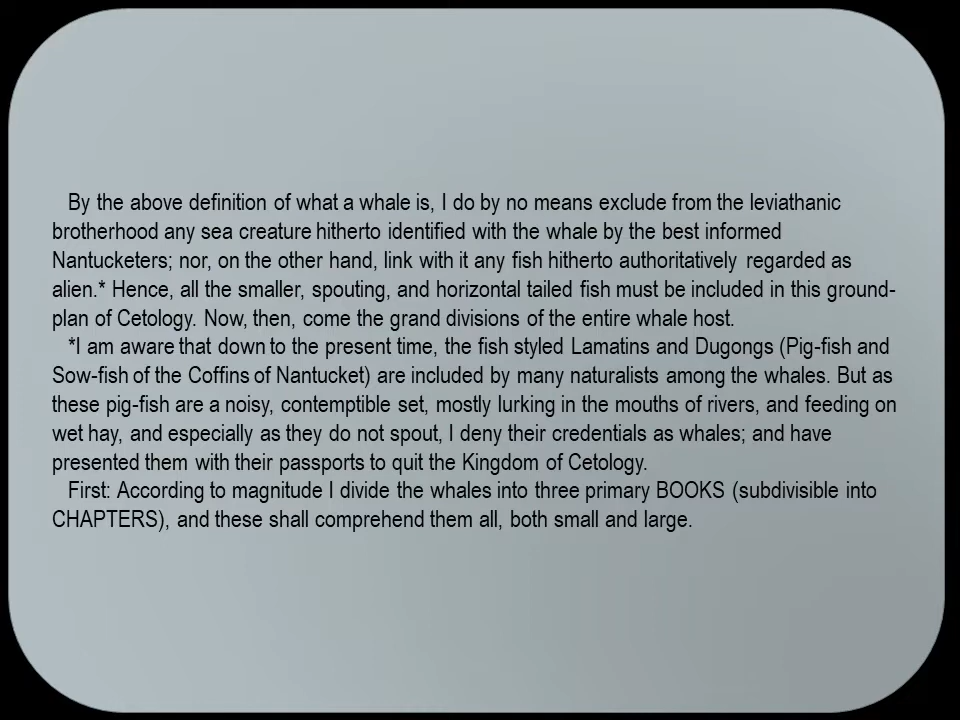 By the above definition of what a whale is, I do by no means exclude from the leviathanic
brotherhood any sea creature hitherto identified with the whale by the best informed
Nantucketers; nor, on the other hand, link with it any fish hitherto authoritatively regarded as
alien.* Hence, all the smaller, spouting, and horizontal tailed fish must be included in this ground-
plan of Cetology. Now, then, come the grand divisions of the entire whale host.
*I am aware that down to the present time, the fish styled Lamatins and Dugongs (Pig-fish and
Sow-fish of the Coffins of Nantucket) are included by many naturalists among the whales. But as
these pig-fish are a noisy, contemptible set, mostly lurking in the mouths of rivers, and feeding on
wet hay, and especially as they do not spout, I deny their credentials as whales; and have
presented them with their passports to quit the Kingdom of Cetology.
First: According to magnitude I divide the whales into three primary BOOKS (subdivisible into
CHAPTERS), and these shall comprehend them all, both small and large.